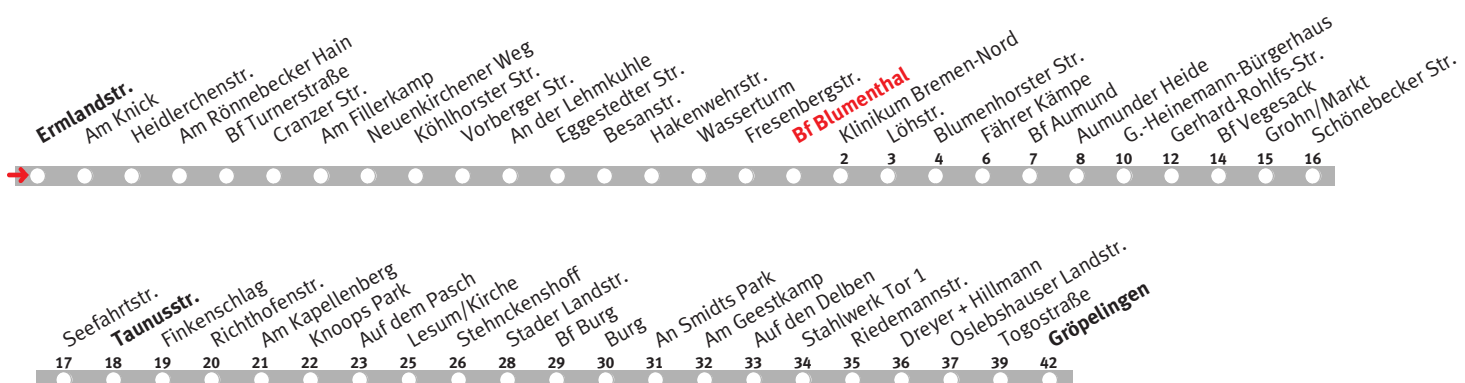 Ermlandstr.
Am Knick
Heidlerchenstr.
Am Rönnebecker Hain
Bf Turnerstraße
Cranzer Str.
Am Fillerkamp
Neuenkirchener Weg
Köhlhorster Str.
Vorberger Str.
An der Lehmkuhle
Eggestedter Str.
Besanstr.
Hakenwehrstr.
Wasserturm
Fresenbergstr.
Bf Blumenthal
Klinikum Bremen-Nord
Löhstr.
Blumenhorster Str.
Fährer Kämpe
Bf Aumund
Aumunder Heide
G.-Heinemann-Bürgerhaus
Gerhard-Rohlfs-Str.
Bf Vegesack
Grohn/Markt
Schönebecker Str.
2 3 4 6 7 8 10 12 14 15 16
Seefahrtstr.
Taunusstr.
Finkenschlag
Richthofenstr.
Am Kapellenberg
Knoops Park
Auf dem Pasch
Lesum/Kirche
Stehnckenshoff
Stader Landstr.
Bf Burg
Burg
An Smidts Park
Am Geestkamp
Auf den Delben
Stahlwerk Tor 1
Riedemannstr.
Dreyer + Hillmann
Oslebshauser Landstr.
Togostraße
Gröpelingen
17 18 19 20 21 22 23 25 26 28 29 30 31 32 33 34 35 36 37 39 42